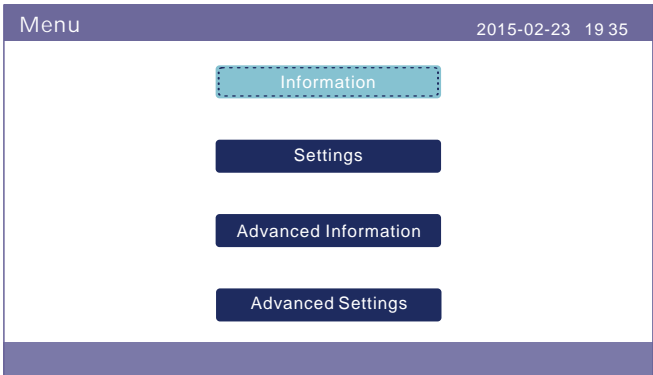 Menu 2015-02-23 19 35
Information
Settings
Advanced Information
Advanced Settings